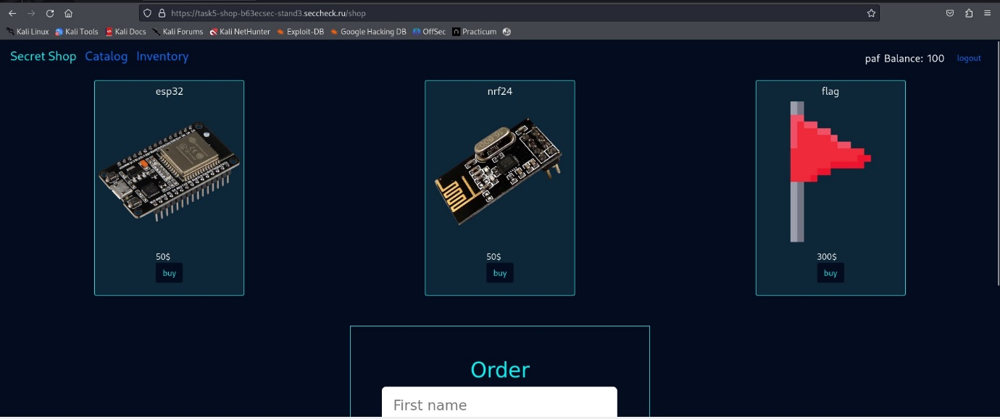 https://task5-shop-b63ecsec-stand3.seccheck.ru/shop
Kali Linux Kali Tools Kali Docs Kali Forums Kali NetHunter Exploit-DB Google Hacking DB OffSec Practicum
Secret Shop Catalog Inventory paf Balance: 100 logout
esp32 nrf24 flag
50$ 50$ 300$
buy buy buy
Order
First name